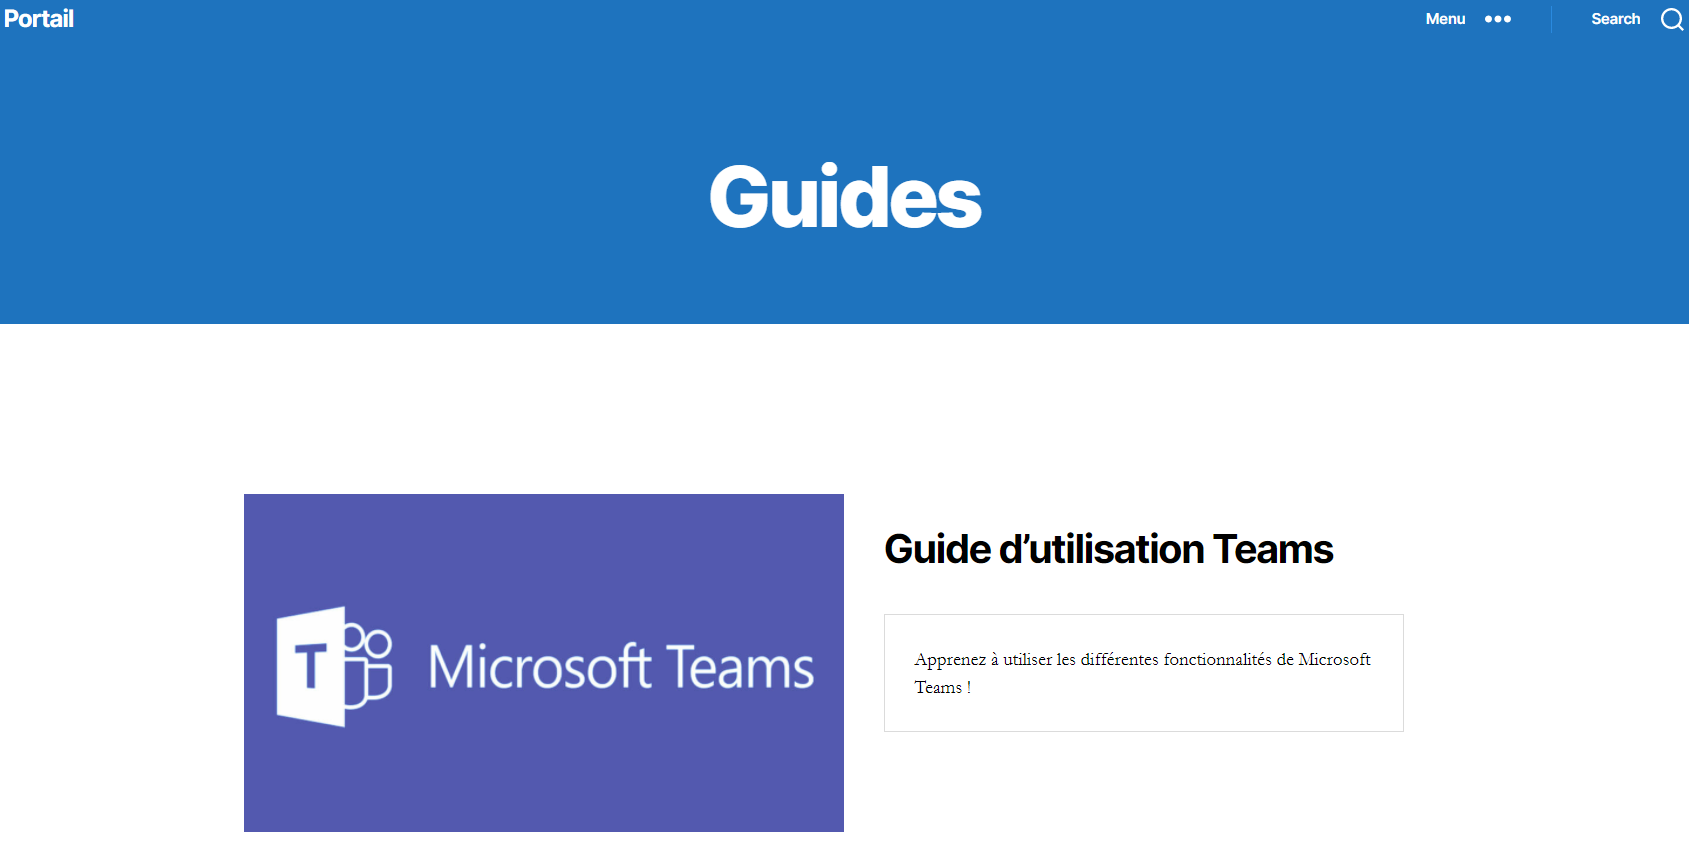 Portail
Menu
Search
Guides
T
Microsoft Teams
Guide d’utilisation Teams
Apprenez à utiliser les différentes fonctionnalités de Microsoft
Teams !